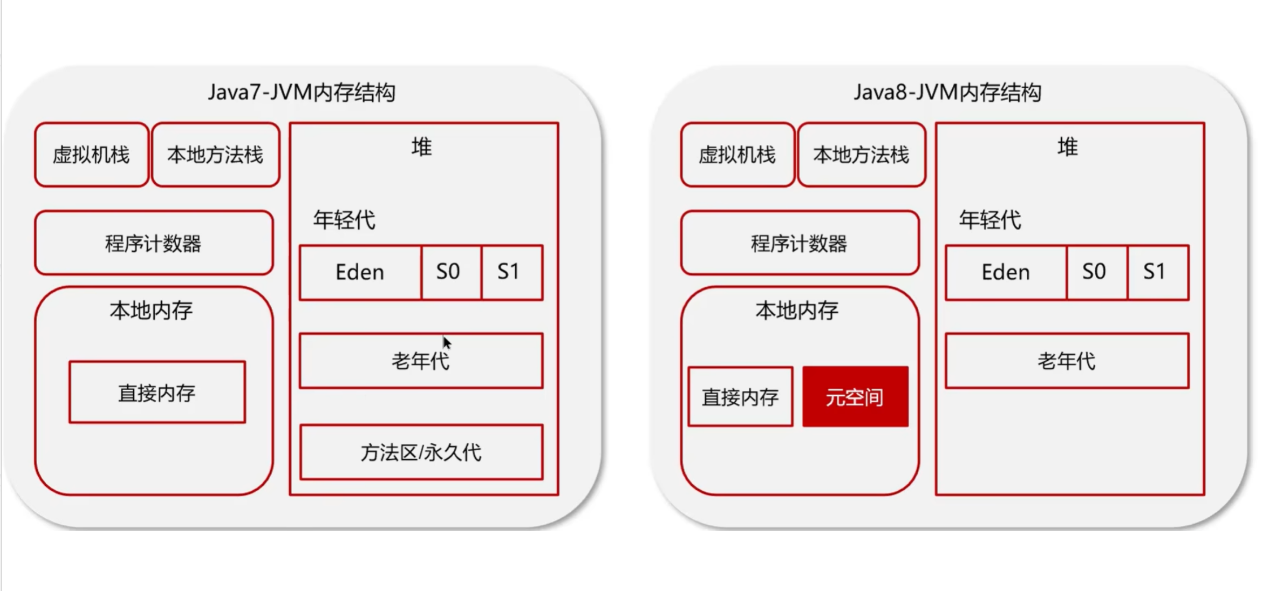 Java7-JVM内存结构
虚拟机栈
本地方法栈
程序计数器
本地内存
直接内存
堆
年轻代
Eden
S0
S1
老年代
方法区/永久代
Java8-JVM内存结构
虚拟机栈
本地方法栈
程序计数器
本地内存
直接内存
元空间
堆
年轻代
Eden
S0
S1
老年代